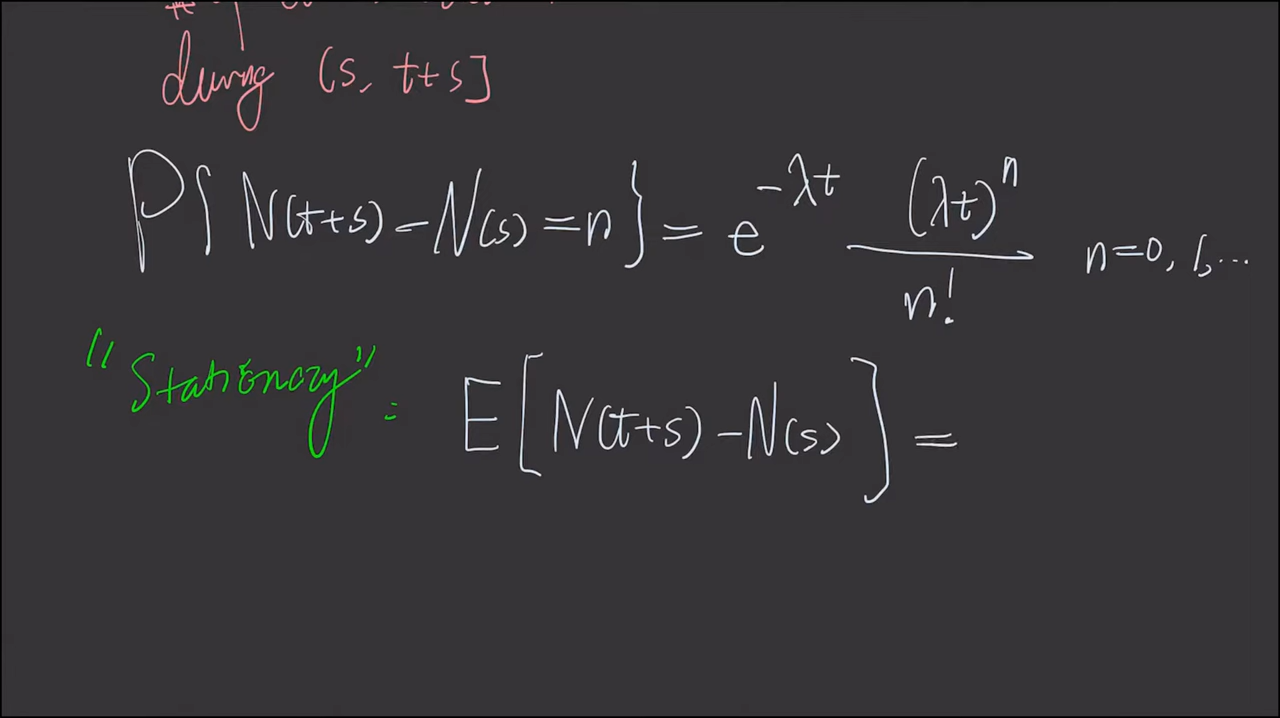 during (s, t+s]
P{ N(t+s) - N(s) = n } = e^{-λt} (λt)^n / n! n=0, 1, ...
"Stationary" = E[ N(t+s) - N(s) ] =